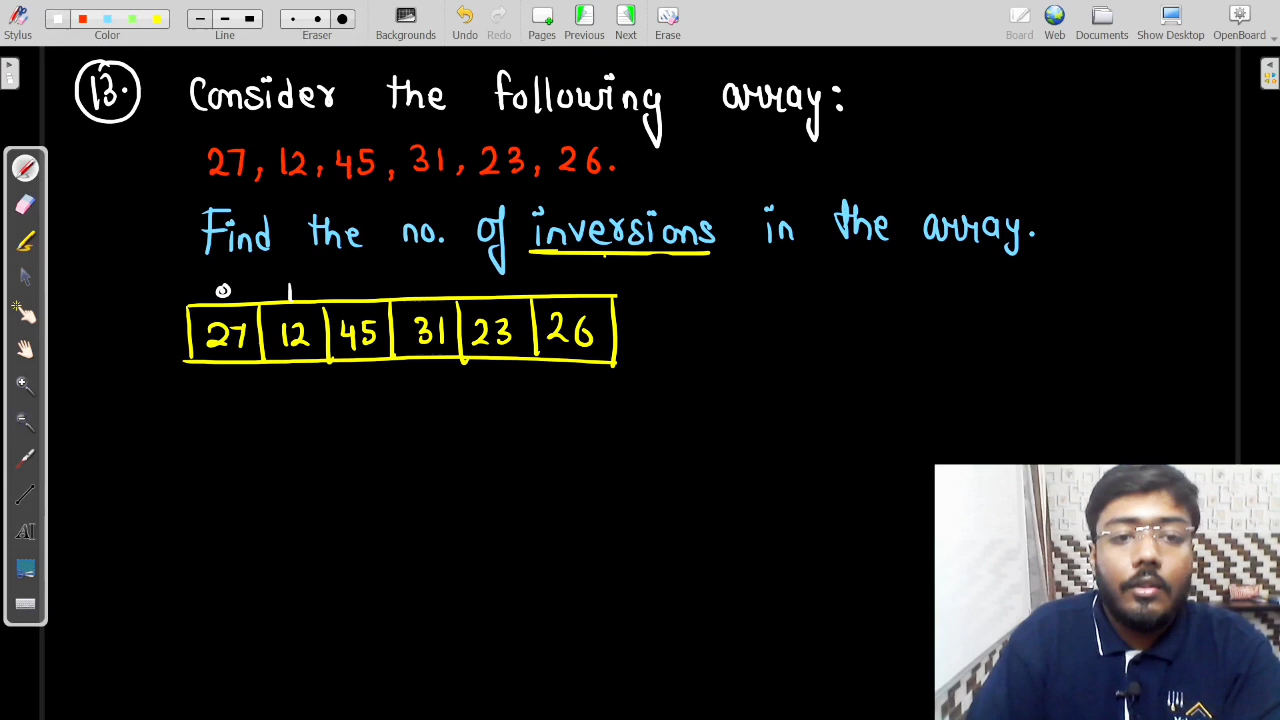 Stylus Color Line Eraser Backgrounds Undo Redo Pages Previous Next Erase Board Web Documents Show Desktop OpenBoard
13. Consider the following array:
27, 12, 45, 31, 23, 26.
Find the no. of inversions in the array.
0 1
27 12 45 31 23 26